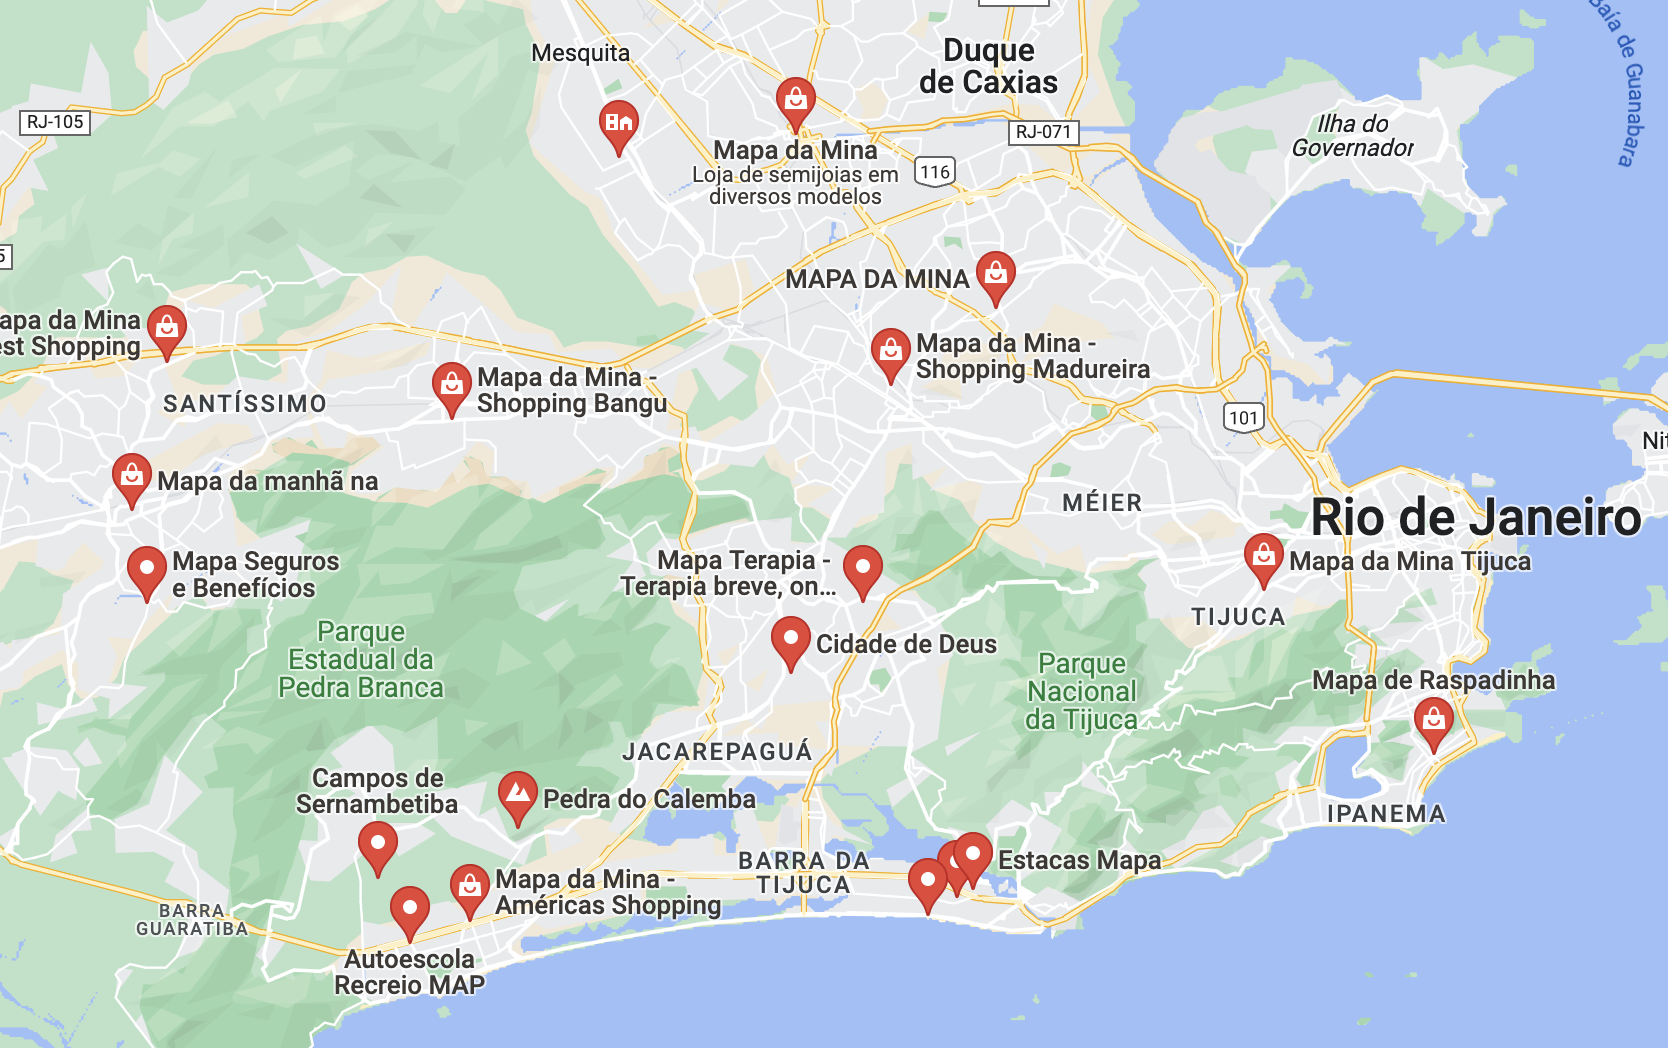 Baía de Guanabara
Mesquita
Duque
de Caxias
RJ-105
RJ-071
Ilha do
Governador
Mapa da Mina
Loja de semijoias em
diversos modelos
116
5
MAPA DA MINA
apa da Mina
est Shopping
Mapa da Mina -
Shopping Madureira
Mapa da Mina -
Shopping Bangu
SANTÍSSIMO
101
Nit
Mapa da manhã na
MÉIER
Rio de Janeiro
Mapa da Mina Tijuca
Mapa Seguros
e Benefícios
Mapa Terapia -
Terapia breve, on...
TIJUCA
Cidade de Deus
Parque
Estadual da
Pedra Branca
Parque
Nacional
da Tijuca
Mapa de Raspadinha
JACAREPAGUÁ
Campos de
Sernambetiba
Pedra do Calemba
IPANEMA
BARRA DA
TIJUCA
Estacas Mapa
Mapa da Mina -
Américas Shopping
BARRA
GUARATIBA
Autoescola
Recreio MAP